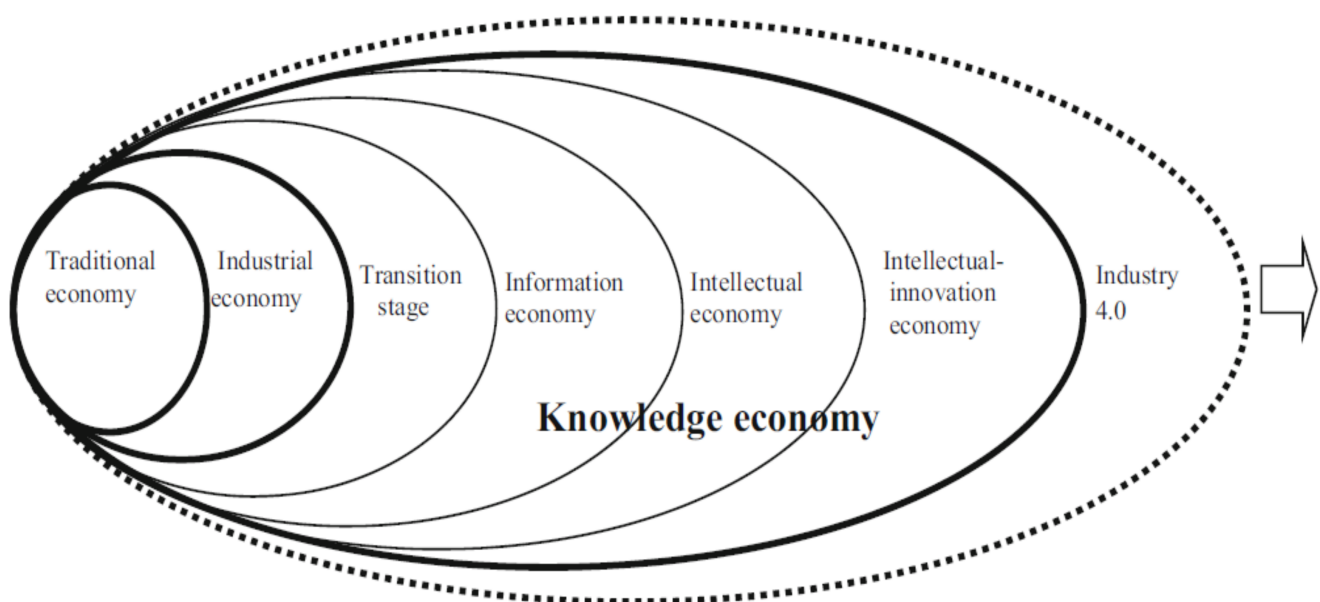 Traditional
economy
Industrial
economy
Transition
stage
Information
economy
Intellectual
economy
Intellectual-
innovation
economy
Industry
4.0
Knowledge economy